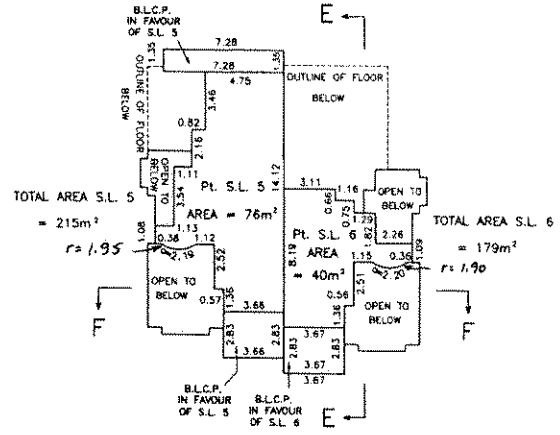 B.L.C.P.
IN FAVOUR
OF S.L. 5
E
1.35
7.28
7.28
1.35
4.75
OUTLINE OF FLOOR
BELOW
OUTLINE OF FLOOR
BELOW
3.46
0.82
2.16
1.11
OPEN TO
BELOW
3.54
Pt. S.L. 5
AREA = 76m²
14.12
3.11
1.16
0.66
0.75
1.29
OPEN TO
BELOW
TOTAL AREA S.L. 5
= 215m²
r=1.95
1.08
1.13
0.38
1.12
a=2.19
2.52
0.57
1.36
OPEN TO
BELOW
8.19
Pt. S.L. 6
AREA
= 40m²
.82
2.26
1.09
TOTAL AREA S.L. 6
= 179m²
r=1.90
1.15
0.36
a=2.20
2.51
0.56
1.36
OPEN TO
BELOW
F
F
3.66
3.67
2.83
2.83
2.83
2.83
3.66
3.67
3.67
B.L.C.P.
IN FAVOUR
OF S.L. 5
B.L.C.P.
IN FAVOUR
OF S.L. 6
E